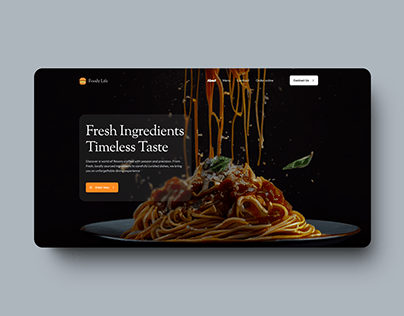 Foody Life
About
Menu
Contact
Order online
Contact Us
Fresh Ingredients
Timeless Taste
Discover a world of flavors crafted with passion and precision. From
fresh, locally sourced ingredients to carefully curated dishes, we bring
you an unforgettable dining experience
Order Now